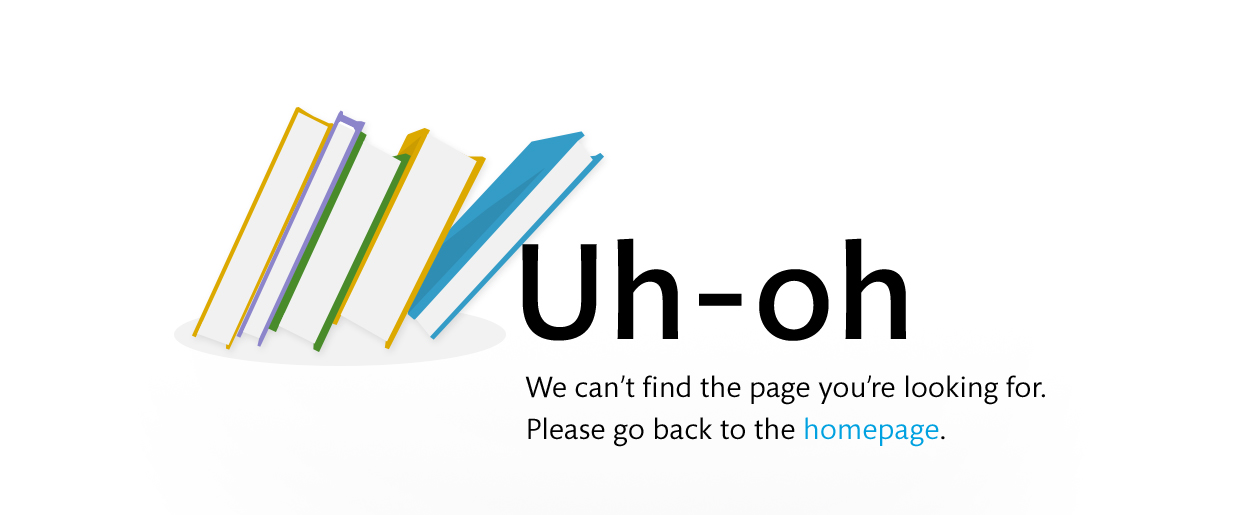 Uh-oh
We can’t find the page you’re looking for.
Please go back to the homepage.